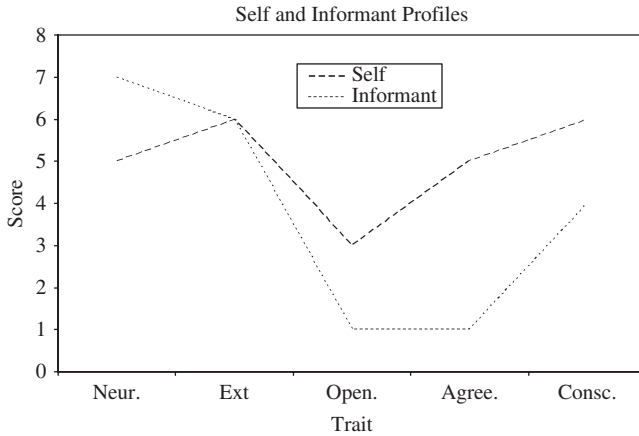 Self and Informant Profiles
8
7
6
5
4
3
2
1
0
Score
Self
Informant
Neur. Ext Open. Agree. Consc.
Trait